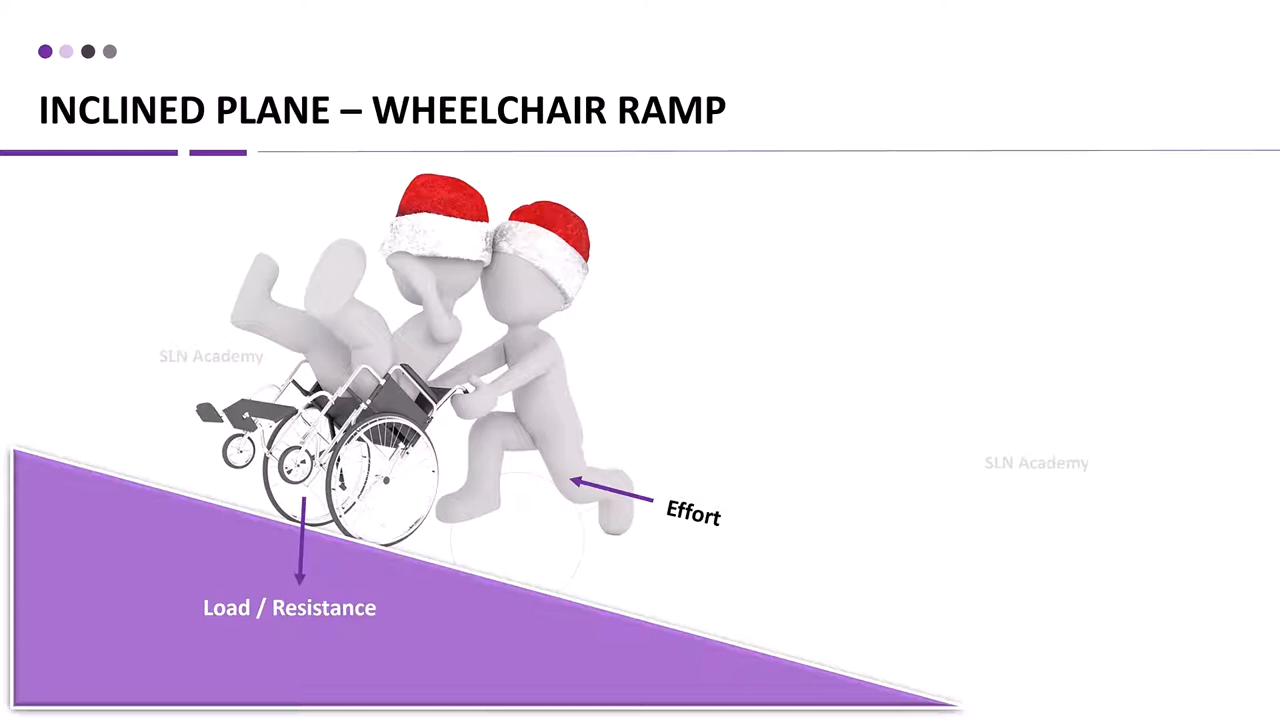 INCLINED PLANE – WHEELCHAIR RAMP
SLN Academy
SLN Academy
Effort
Load / Resistance